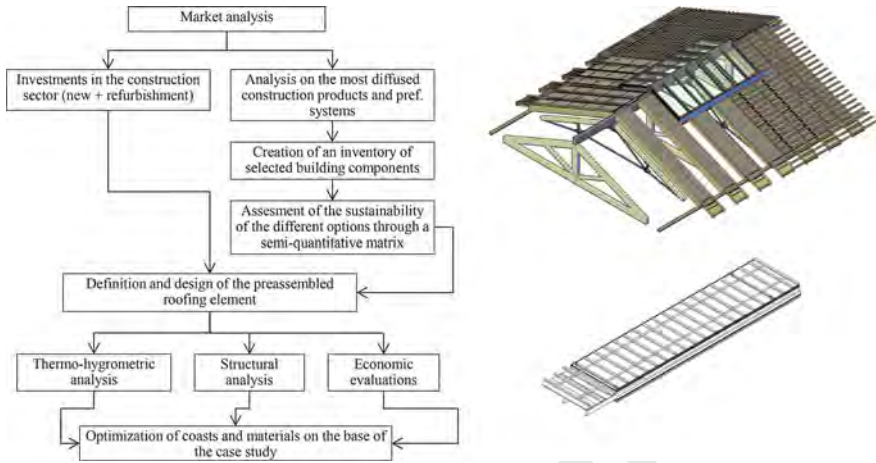 Market analysis
Investments in the construction
sector (new + refurbishment)
Analysis on the most diffused
construction products and pref.
systems
Creation of an inventory of
selected building components
Assesment of the sustainability
of the different options through a
semi-quantitative matrix
Definition and design of the preassembled
roofing element
Thermo-hygrometric
analysis
Structural
analysis
Economic
evaluations
Optimization of coasts and materials on the base of
the case study